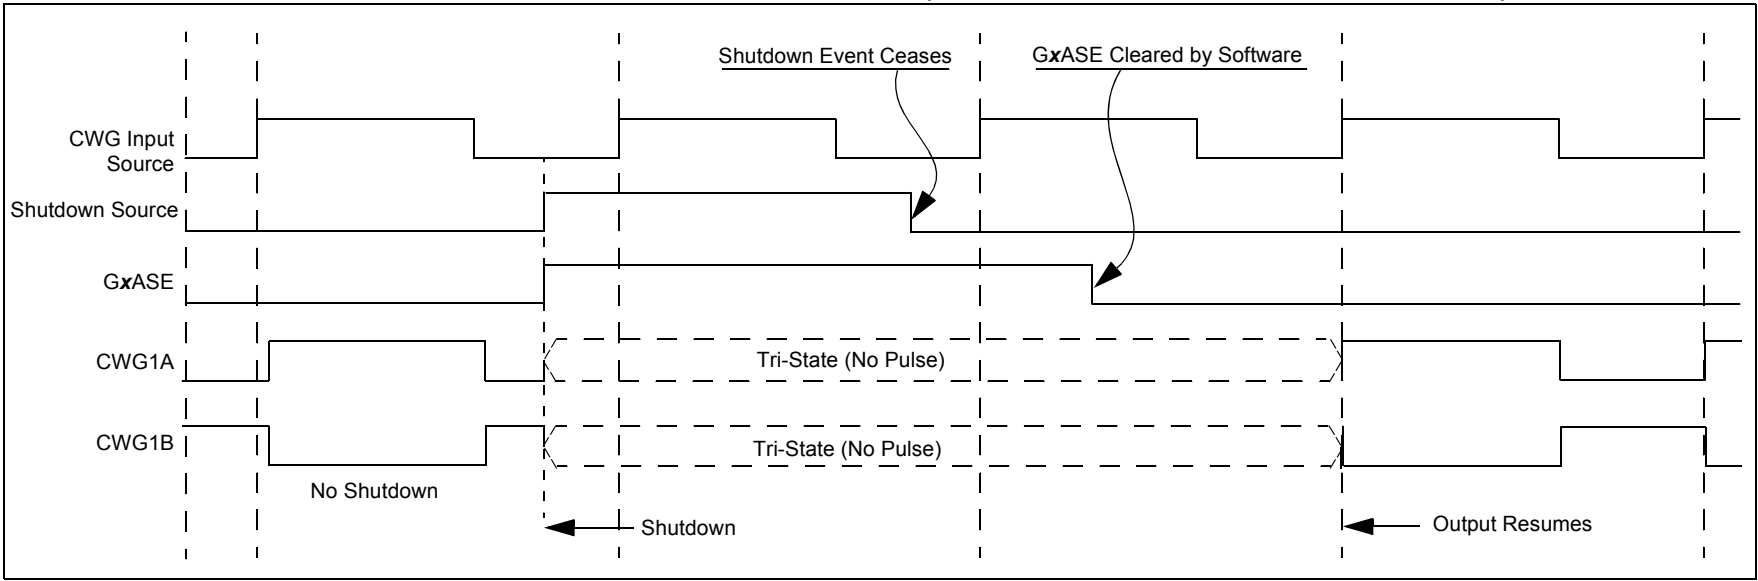 Shutdown Event Ceases
GxASE Cleared by Software
CWG Input
Source
Shutdown Source
GxASE
CWG1A
Tri-State (No Pulse)
CWG1B
Tri-State (No Pulse)
No Shutdown
Shutdown
Output Resumes